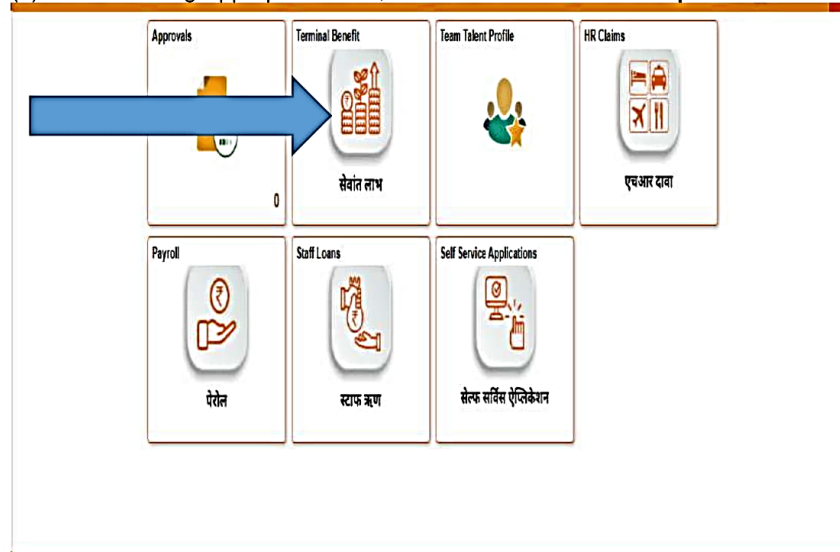 Approvals
Terminal Benefit
Team Talent Profile
HR Claims
सेवांत लाभ
एचआर दावा
0
Payroll
Staff Loans
Self Service Applications
पेरोल
स्टाफ ऋण
सेल्फ सर्विस ऐप्लिकेशन